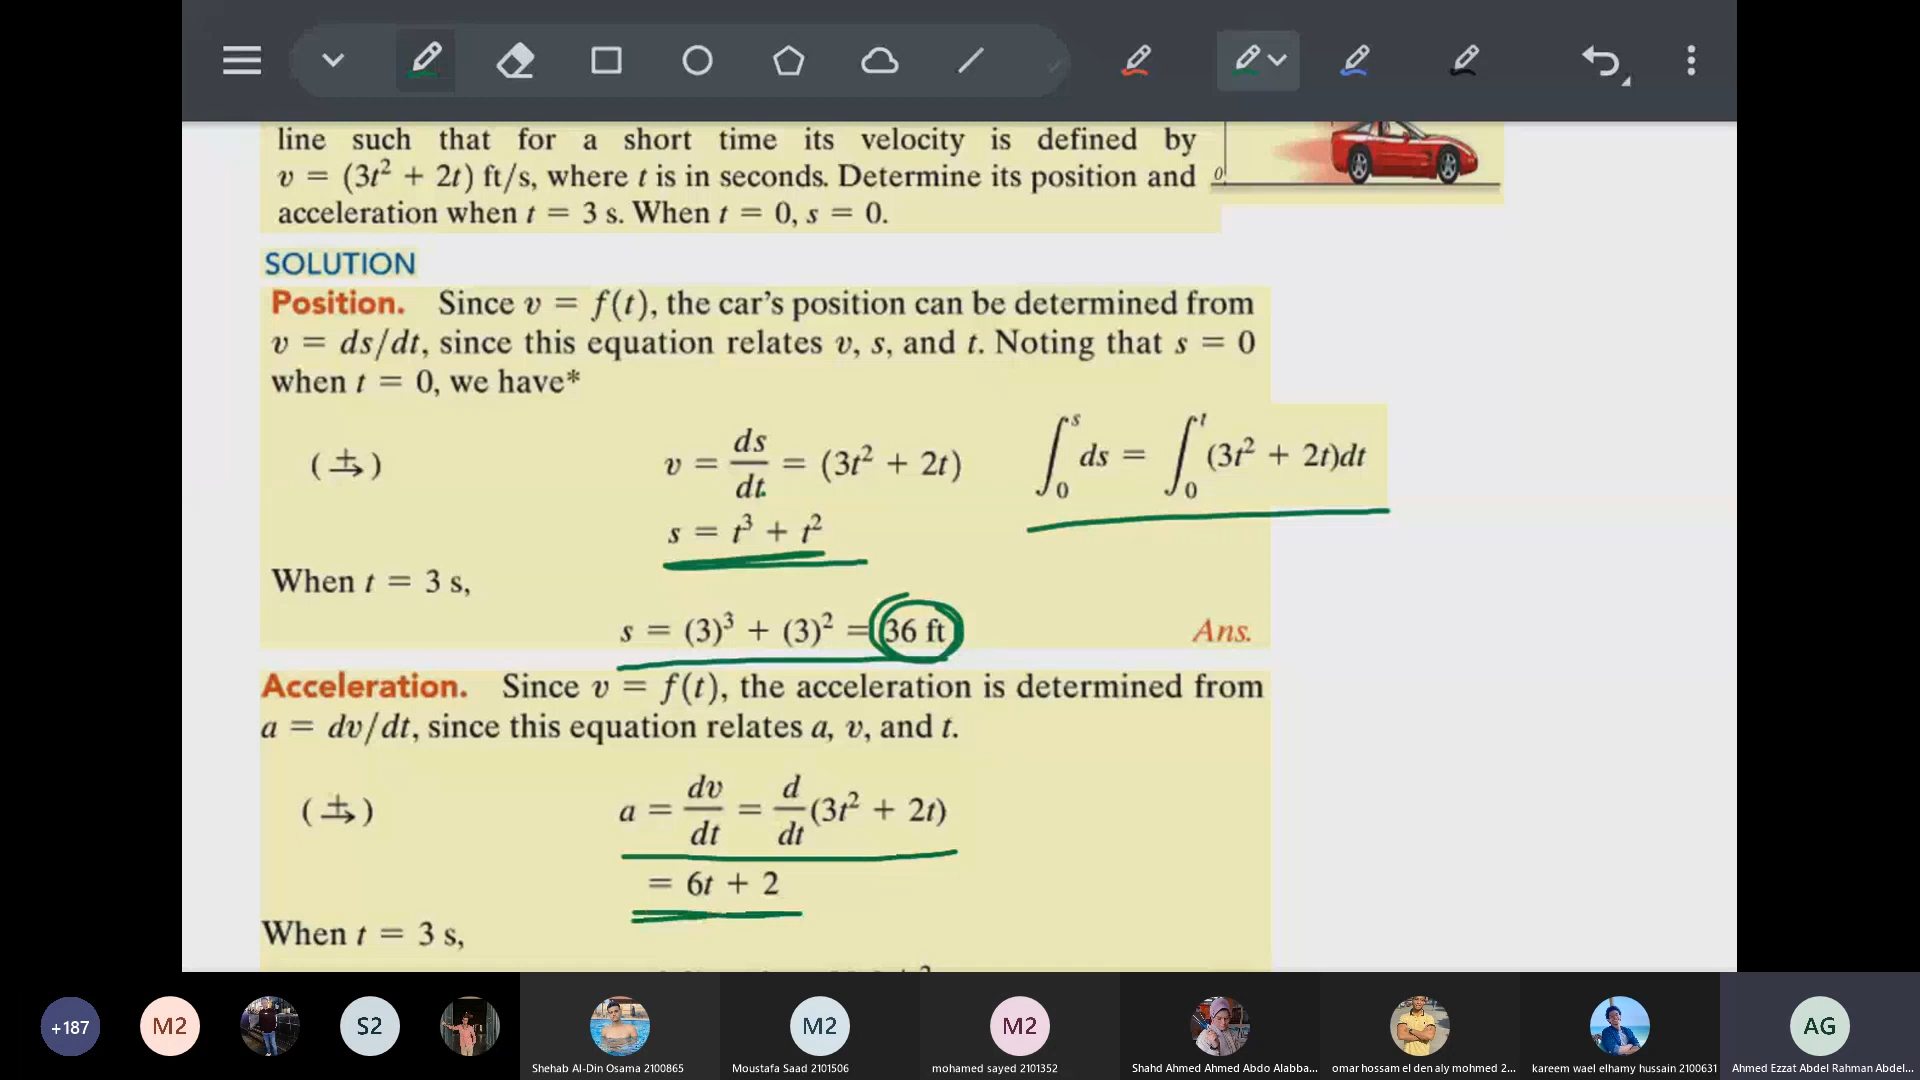 line such that for a short time its velocity is defined by
v = (3t² + 2t) ft/s, where t is in seconds. Determine its position and
acceleration when t = 3 s. When t = 0, s = 0.
0
SOLUTION
Position. Since v = f(t), the car's position can be determined from
v = ds/dt, since this equation relates v, s, and t. Noting that s = 0
when t = 0, we have*
(⥱) v = ds/dt = (3t² + 2t) ∫₀ˢ ds = ∫₀ᵗ (3t² + 2t)dt
s = t³ + t²
When t = 3 s,
s = (3)³ + (3)² = 36 ft Ans.
Acceleration. Since v = f(t), the acceleration is determined from
a = dv/dt, since this equation relates a, v, and t.
(⥱) a = dv/dt = d/dt (3t² + 2t)
= 6t + 2
When t = 3 s,
+187 M2 S2 M2 M2 AG
Shehab Al-Din Osama 2100865 Moustafa Saad 2101506 mohamed sayed 2101352 Shahd Ahmed Ahmed Abdo Alabba... omar hossam el den aly mohmed 2... kareem wael elhamy hussain 2100631 Ahmed Ezzat Abdel Rahman Abdel...